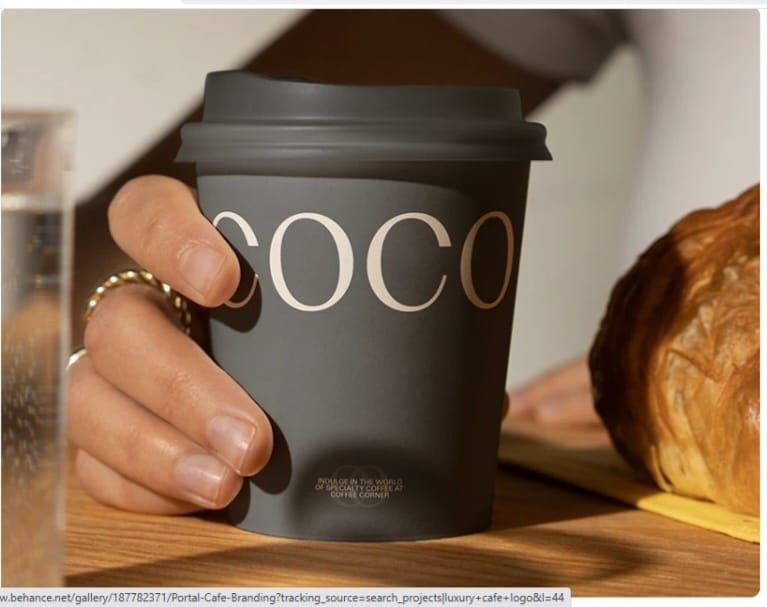 COCO
INDULGE IN THE WORLD
OF SPECIALTY COFFEE AT
COFFEE CORNER
w.behance.net/gallery/187782371/Portal-Cafe-Branding?tracking_source=search_projects|luxury+cafe+logo&l=44